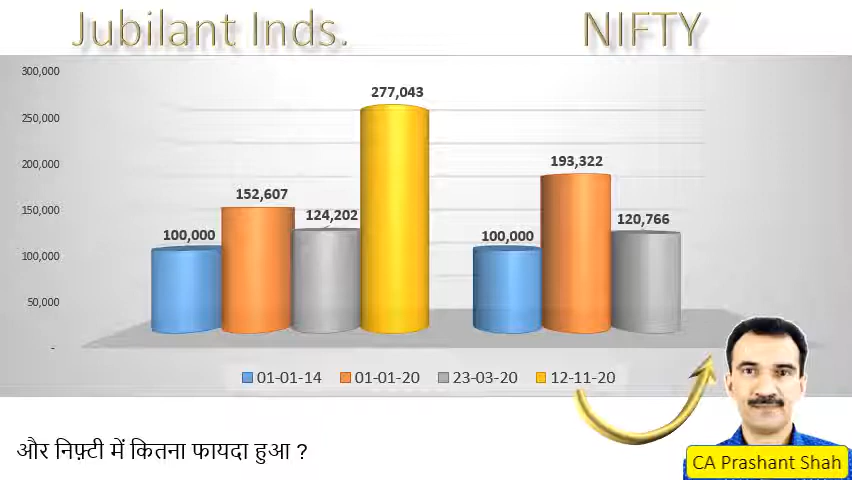 Jubilant Inds.
NIFTY
300,000
250,000
200,000
150,000
100,000
50,000
-
100,000
152,607
124,202
277,043
100,000
193,322
120,766
01-01-14 01-01-20 23-03-20 12-11-20
और निफ़्टी में कितना फायदा हुआ ?
CA Prashant Shah